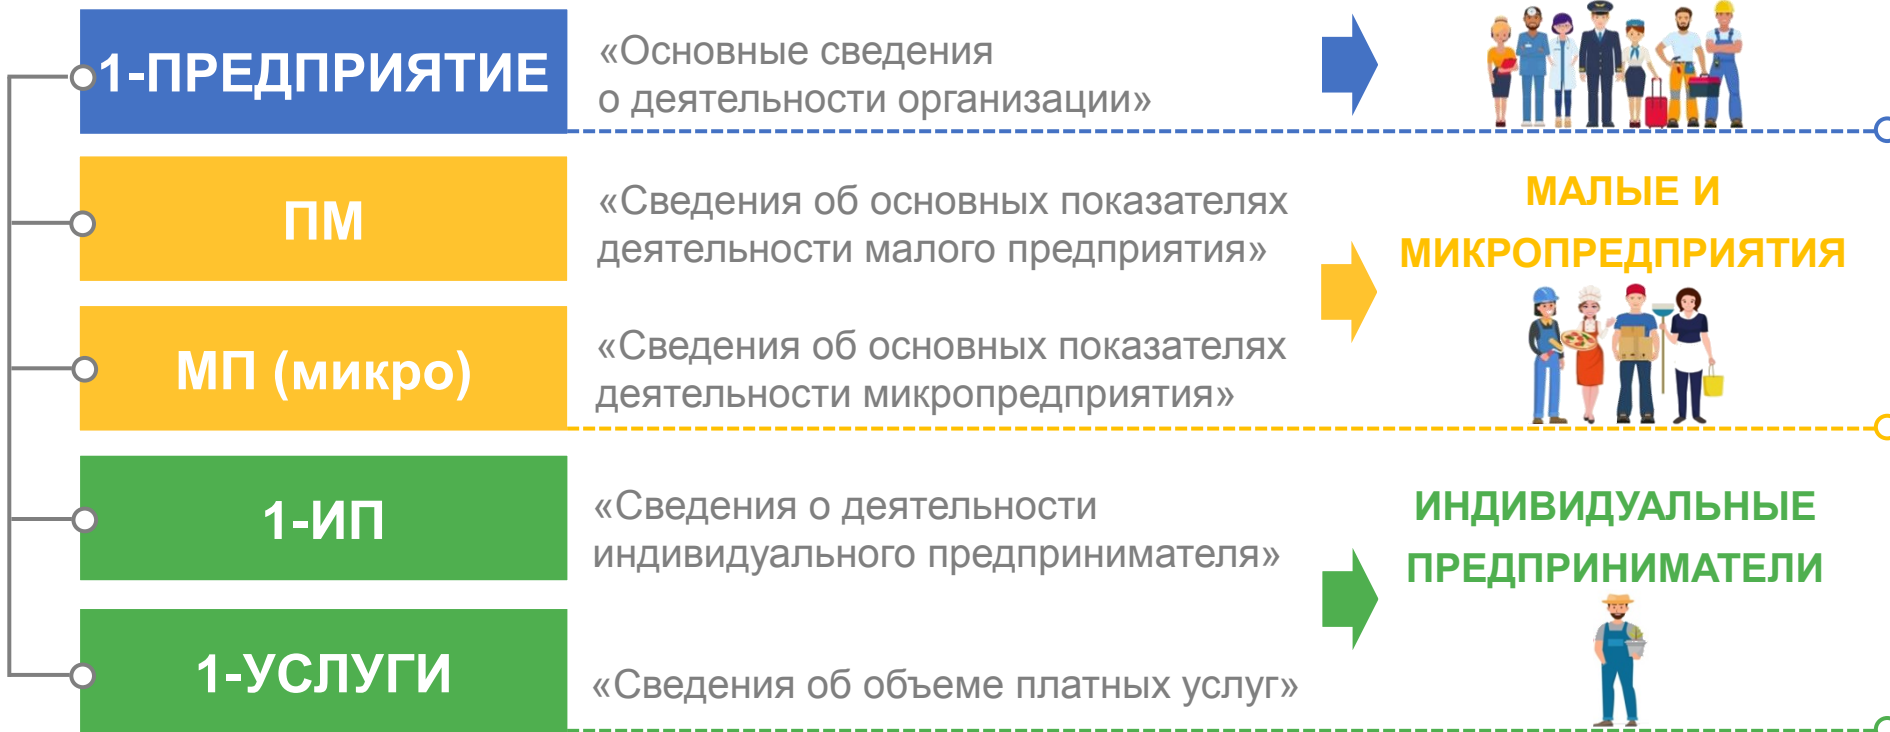 1-ПРЕДПРИЯТИЕ
«Основные сведения
о деятельности организации»
ПМ
«Сведения об основных показателях
деятельности малого предприятия»
МАЛЫЕ И
МИКРОПРЕДПРИЯТИЯ
МП (микро)
«Сведения об основных показателях
деятельности микропредприятия»
1-ИП
«Сведения о деятельности
индивидуального предпринимателя»
ИНДИВИДУАЛЬНЫЕ
ПРЕДПРИНИМАТЕЛИ
1-УСЛУГИ
«Сведения об объеме платных услуг»